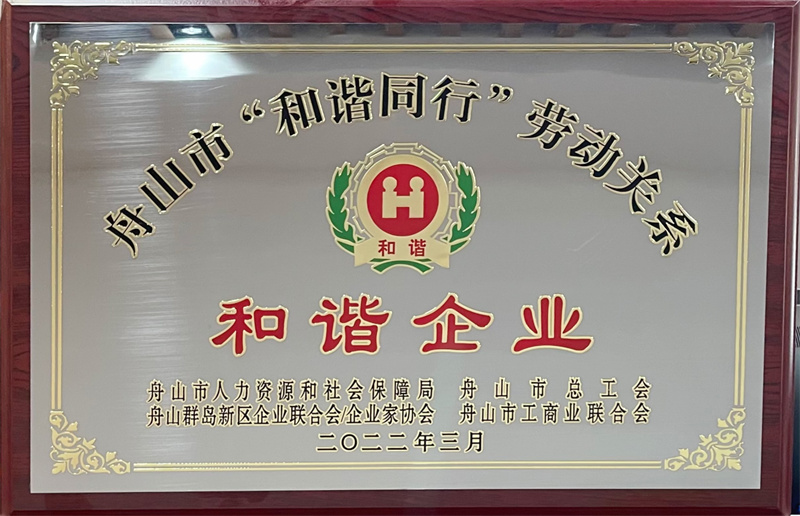 舟山市“和谐同行”劳动关系
和谐
和谐企业
舟山市人力资源和社会保障局 舟山市总工会
舟山群岛新区企业联合会/企业家协会 舟山市工商业联合会
二〇二二年三月